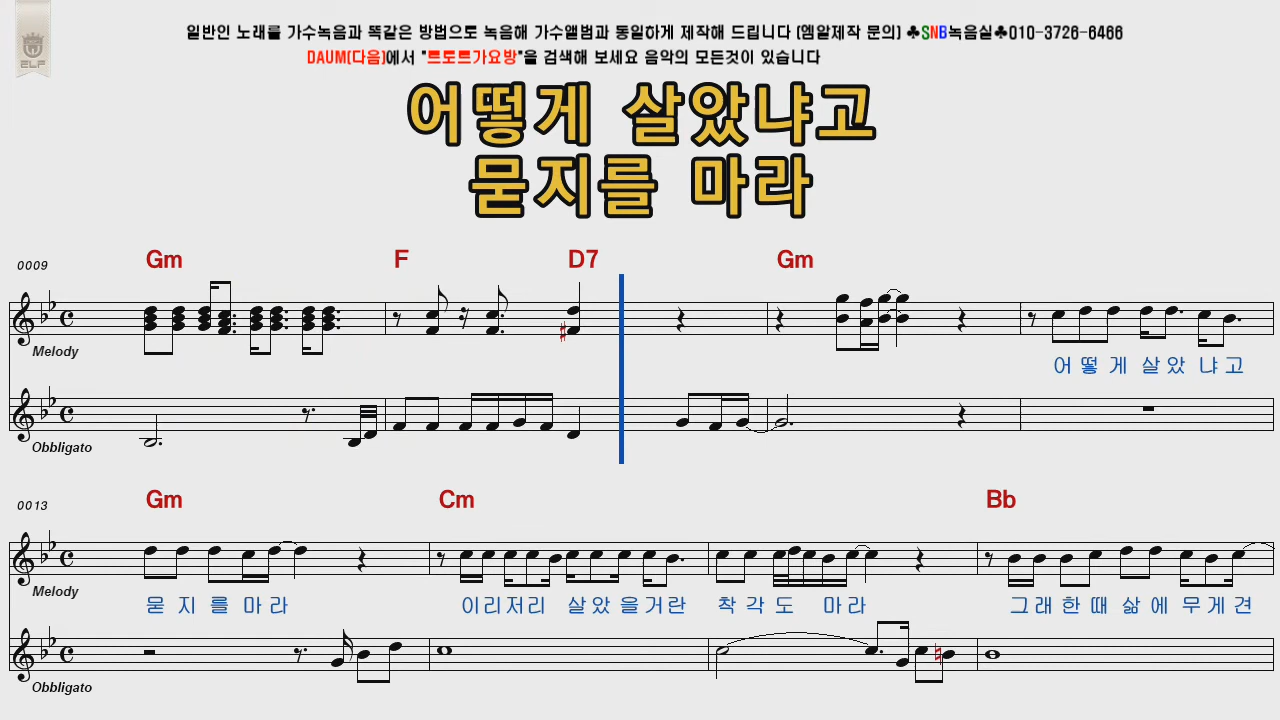 일반인 노래를 가수녹음과 똑같은 방법으로 녹음해 가수앨범과 동일하게 제작해 드립니다 (엠알제작 문의) ♣SNB녹음실♣010-3726-6466
DAUM(다음)에서 "트로트가요방"을 검색해 보세요 음악의 모든것이 있습니다
ELF
어떻게 살았냐고
묻지를 마라
0009 Gm F D7 Gm
Melody
어떻게 살았냐고
Obbligato
0013 Gm Cm Bb
Melody
묻지를마라 이리저리 살았을거란 착각도 마라 그래한때 삶에 무게견
Obbligato